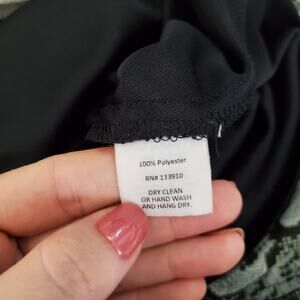 100% Polyester
RN# 133910
DRY CLEAN
OR HAND WASH
AND HANG DRY.